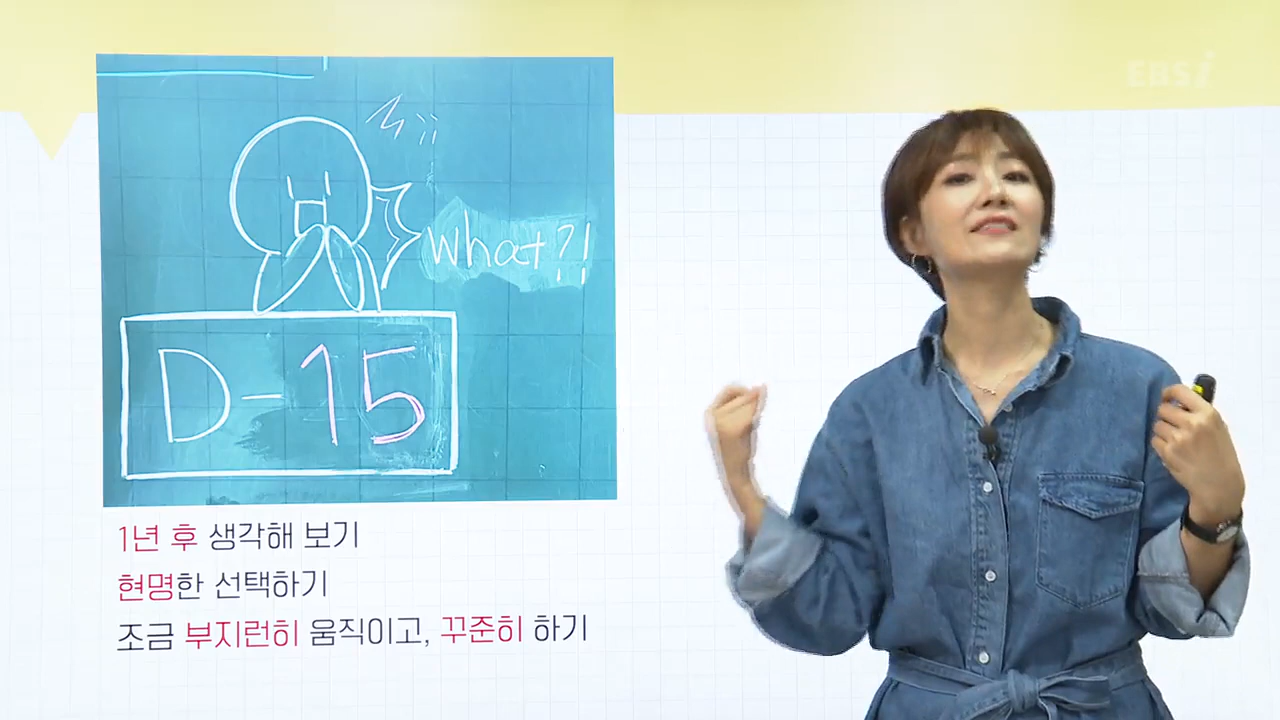 EBSi
What?!
D-15
1년 후 생각해 보기
현명한 선택하기
조금 부지런히 움직이고, 꾸준히 하기